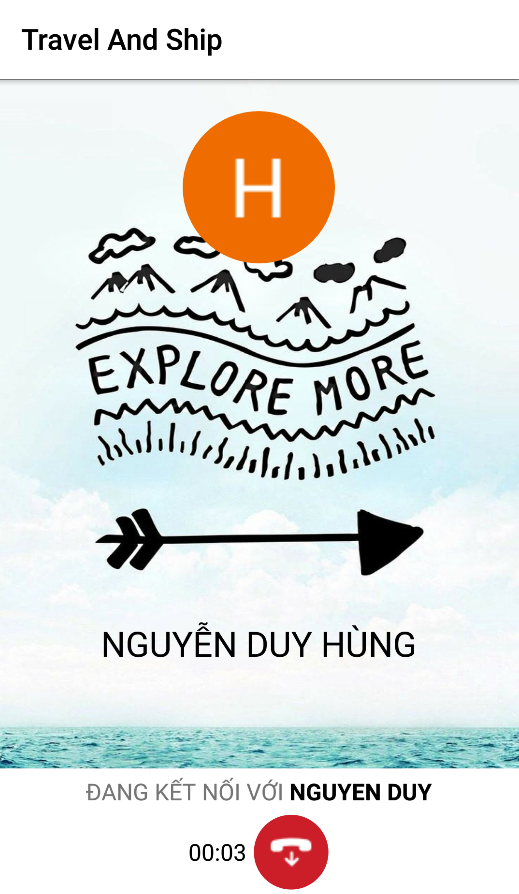 Travel And Ship
H
EXPLORE MORE
NGUYỄN DUY HÙNG
ĐANG KẾT NỐI VỚI NGUYEN DUY
00:03